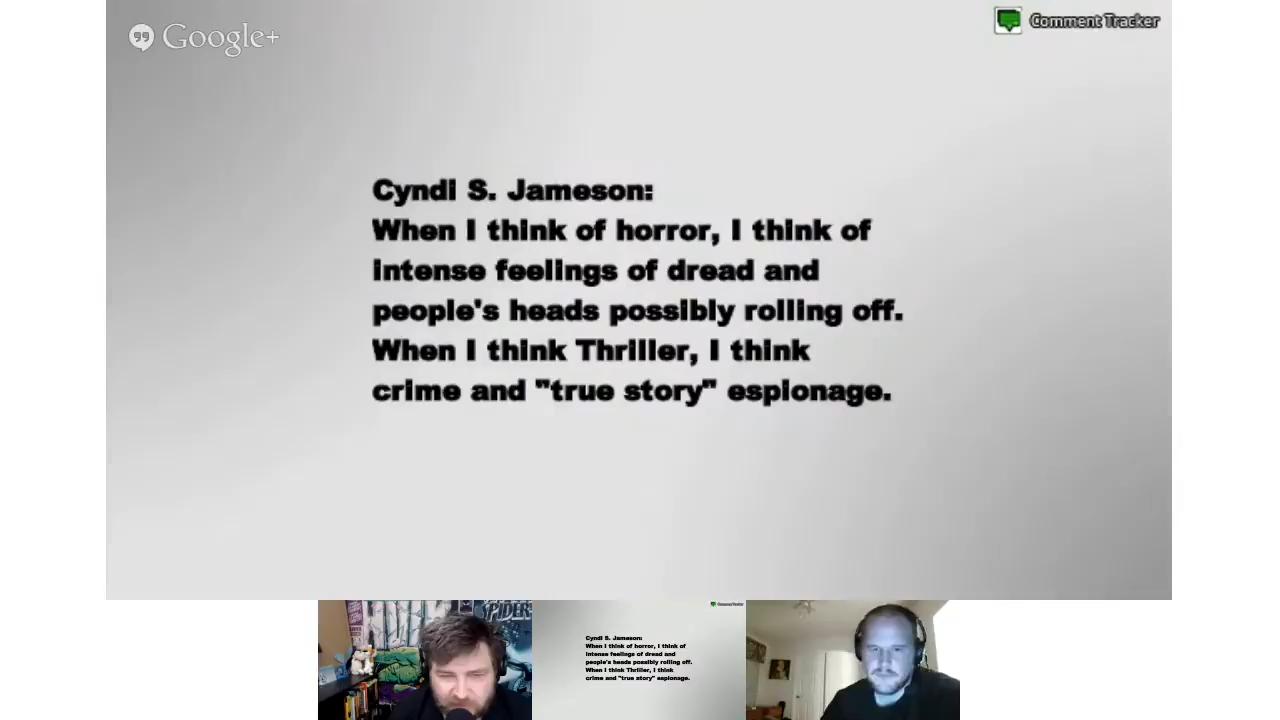 Google+
Comment Tracker
Cyndi S. Jameson:
When I think of horror, I think of
intense feelings of dread and
people's heads possibly rolling off.
When I think Thriller, I think
crime and "true story" espionage.
SPIDER
Cyndi S. Jameson:
When I think of horror, I think of
intense feelings of dread and
people's heads possibly rolling off.
When I think Thriller, I think
crime and "true story" espionage.